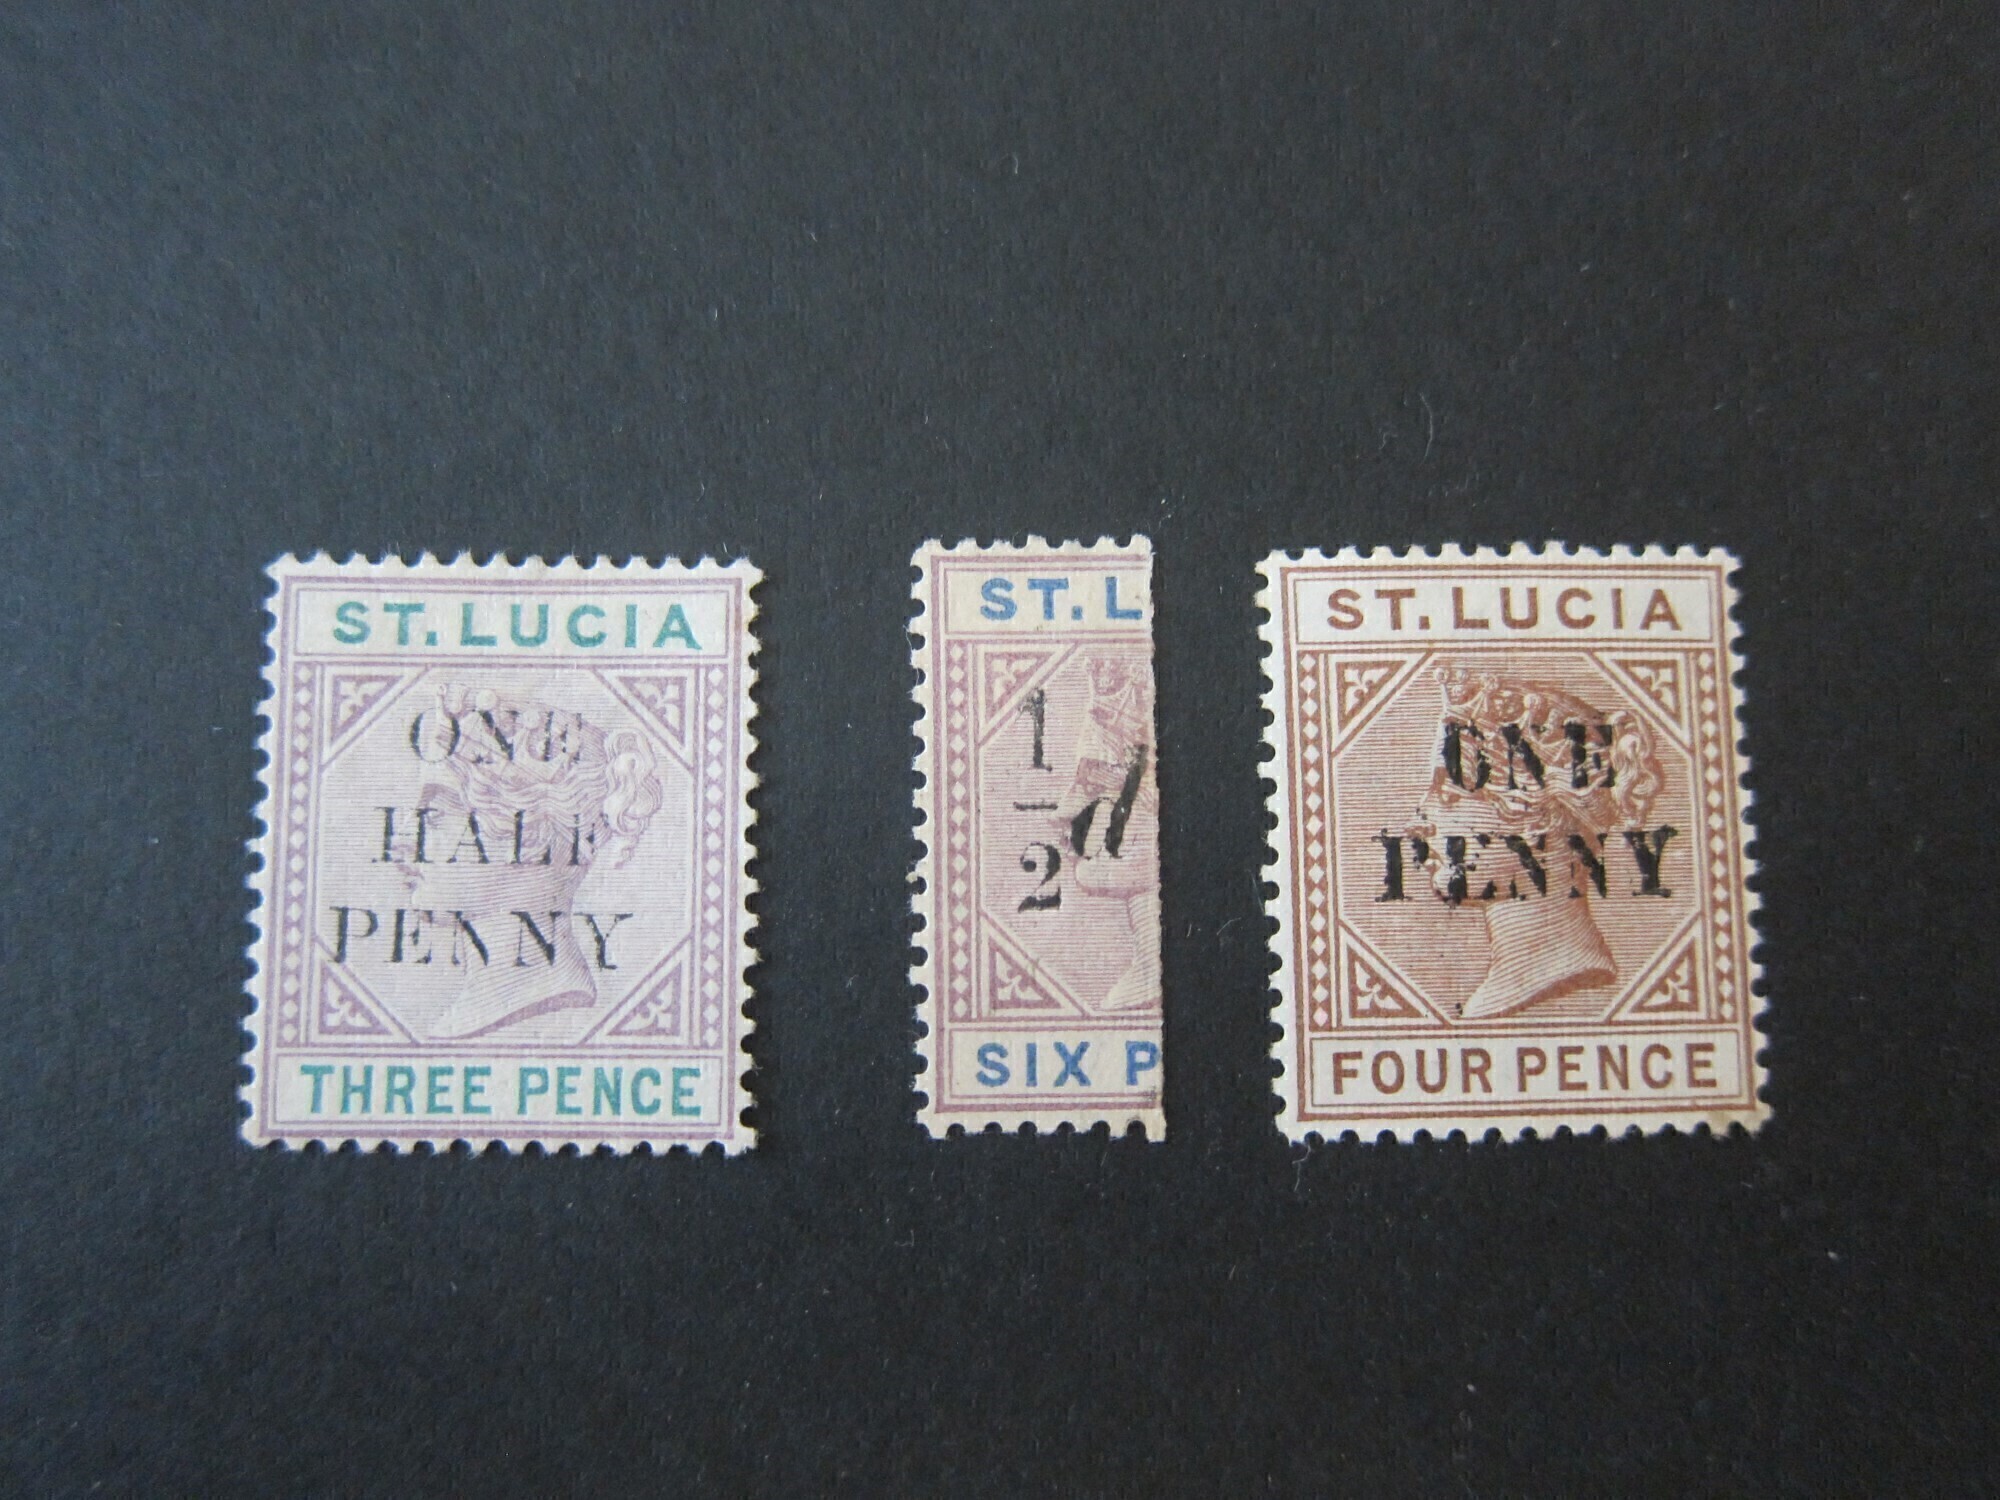 ST. LUCIA
ONE
HALF
PENNY
THREE PENCE
ST. L
1
2 d
SIX P
ST. LUCIA
ONE
PENNY
FOUR PENCE